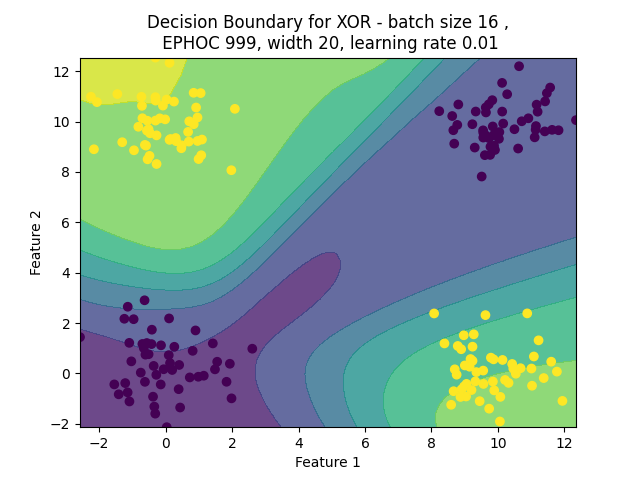 Decision Boundary for XOR - batch size 16 ,
EPHOC 999, width 20, learning rate 0.01
12
10
8
6
4
2
0
−2
Feature 2
−2 0 2 4 6 8 10 12
Feature 1